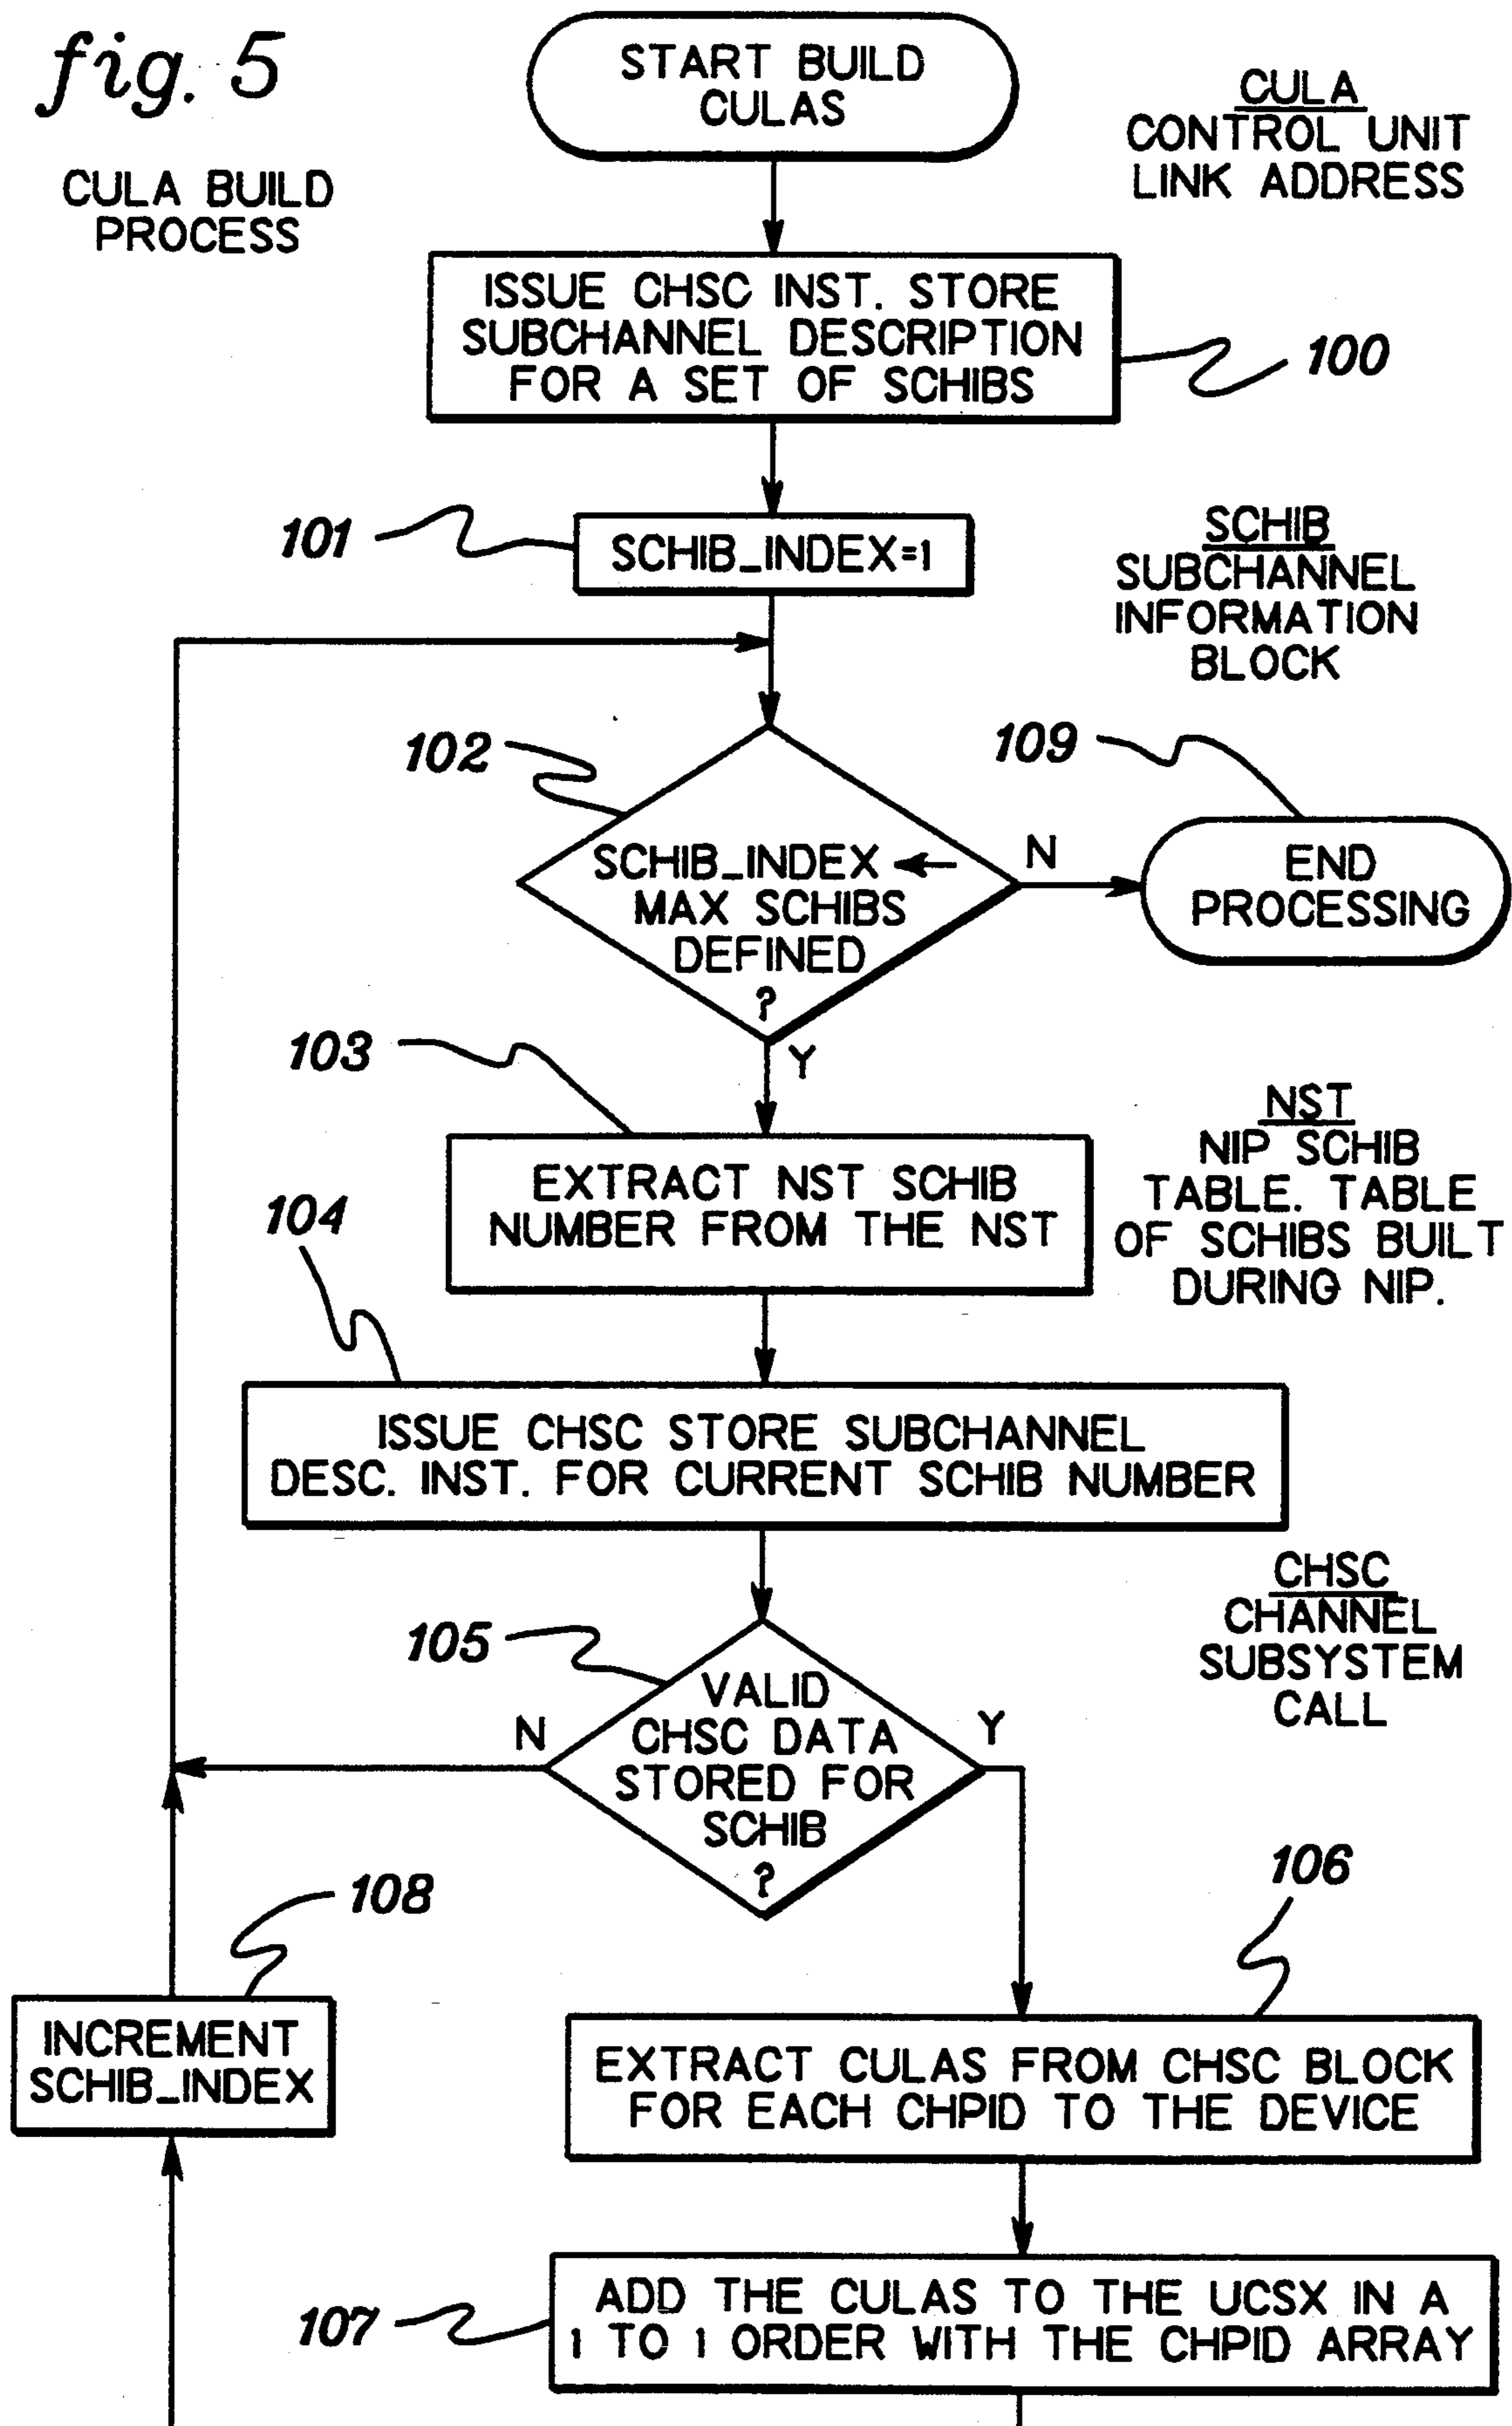 fig. 5
START BUILD
CULAS
CULA
CONTROL UNIT
LINK ADDRESS
CULA BUILD
PROCESS
ISSUE CHSC INST. STORE
SUBCHANNEL DESCRIPTION
FOR A SET OF SCHIBS
100
101
SCHIB_INDEX=1
SCHIB
SUBCHANNEL
INFORMATION
BLOCK
102
109
SCHIB_INDEX ←
MAX SCHIBS
DEFINED
?
N
END
PROCESSING
Y
103
EXTRACT NST SCHIB
NUMBER FROM THE NST
NST
NIP SCHIB
TABLE. TABLE
OF SCHIBS BUILT
DURING NIP.
104
ISSUE CHSC STORE SUBCHANNEL
DESC. INST. FOR CURRENT SCHIB NUMBER
CHSC
CHANNEL
SUBSYSTEM
CALL
105
VALID
CHSC DATA
STORED FOR
SCHIB
?
N
Y
106
108
INCREMENT
SCHIB_INDEX
EXTRACT CULAS FROM CHSC BLOCK
FOR EACH CHPID TO THE DEVICE
107
ADD THE CULAS TO THE UCSX IN A
1 TO 1 ORDER WITH THE CHPID ARRAY